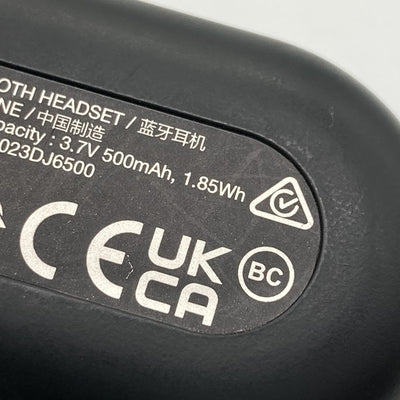 OTH HEADSET / 蓝牙耳机
NE / 中国制造
pacity : 3.7V 500mAh, 1.85Wh
023DJ6500
CE UK
CA
BC